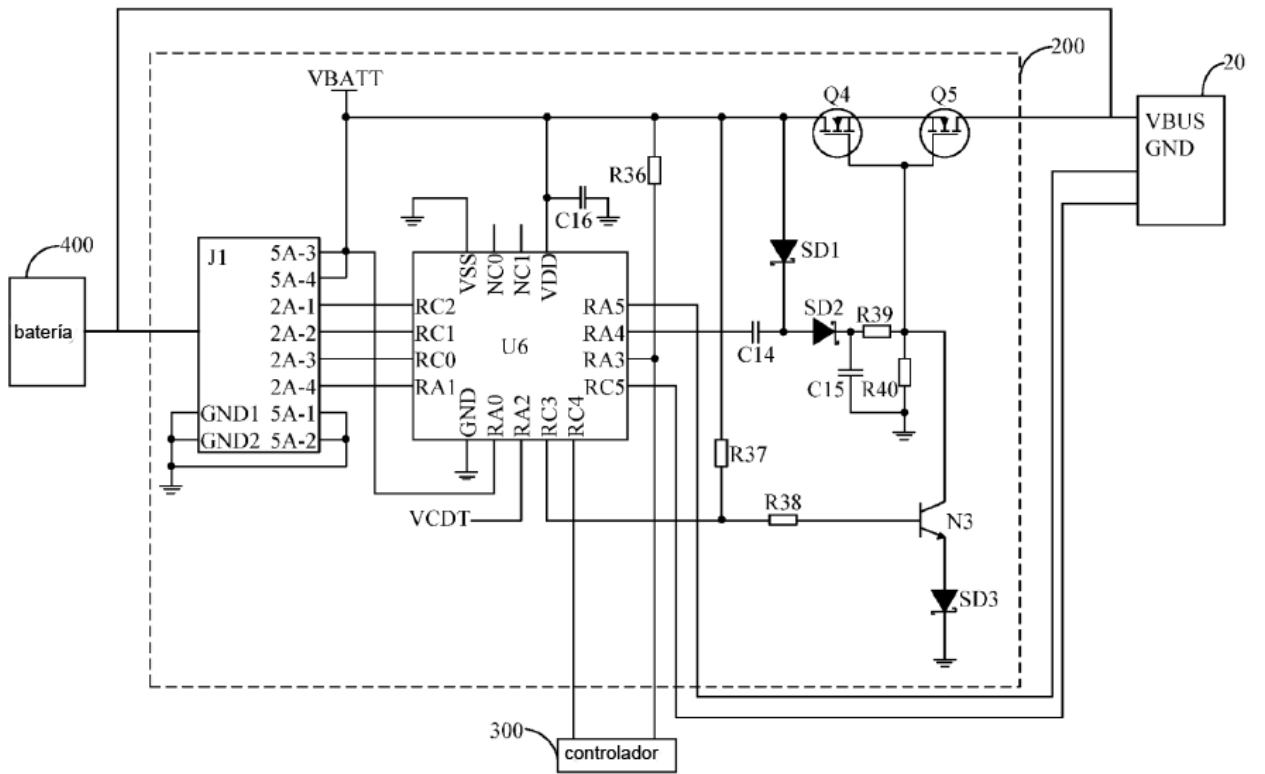 200
20
VBATT
Q4
Q5
VBUS
GND
R36
C16
400
J1
5A-3
5A-4
2A-1
2A-2
2A-3
2A-4
GND1 5A-1
GND2 5A-2
batería
VSS
NC0
NC1
VDD
RC2
RC1
RC0
RA1
U6
RA5
RA4
RA3
RC5
GND
RA0
RA2
RC3
RC4
SD1
SD2
R39
C14
C15
R40
R37
VCDT
R38
N3
SD3
300
controlador